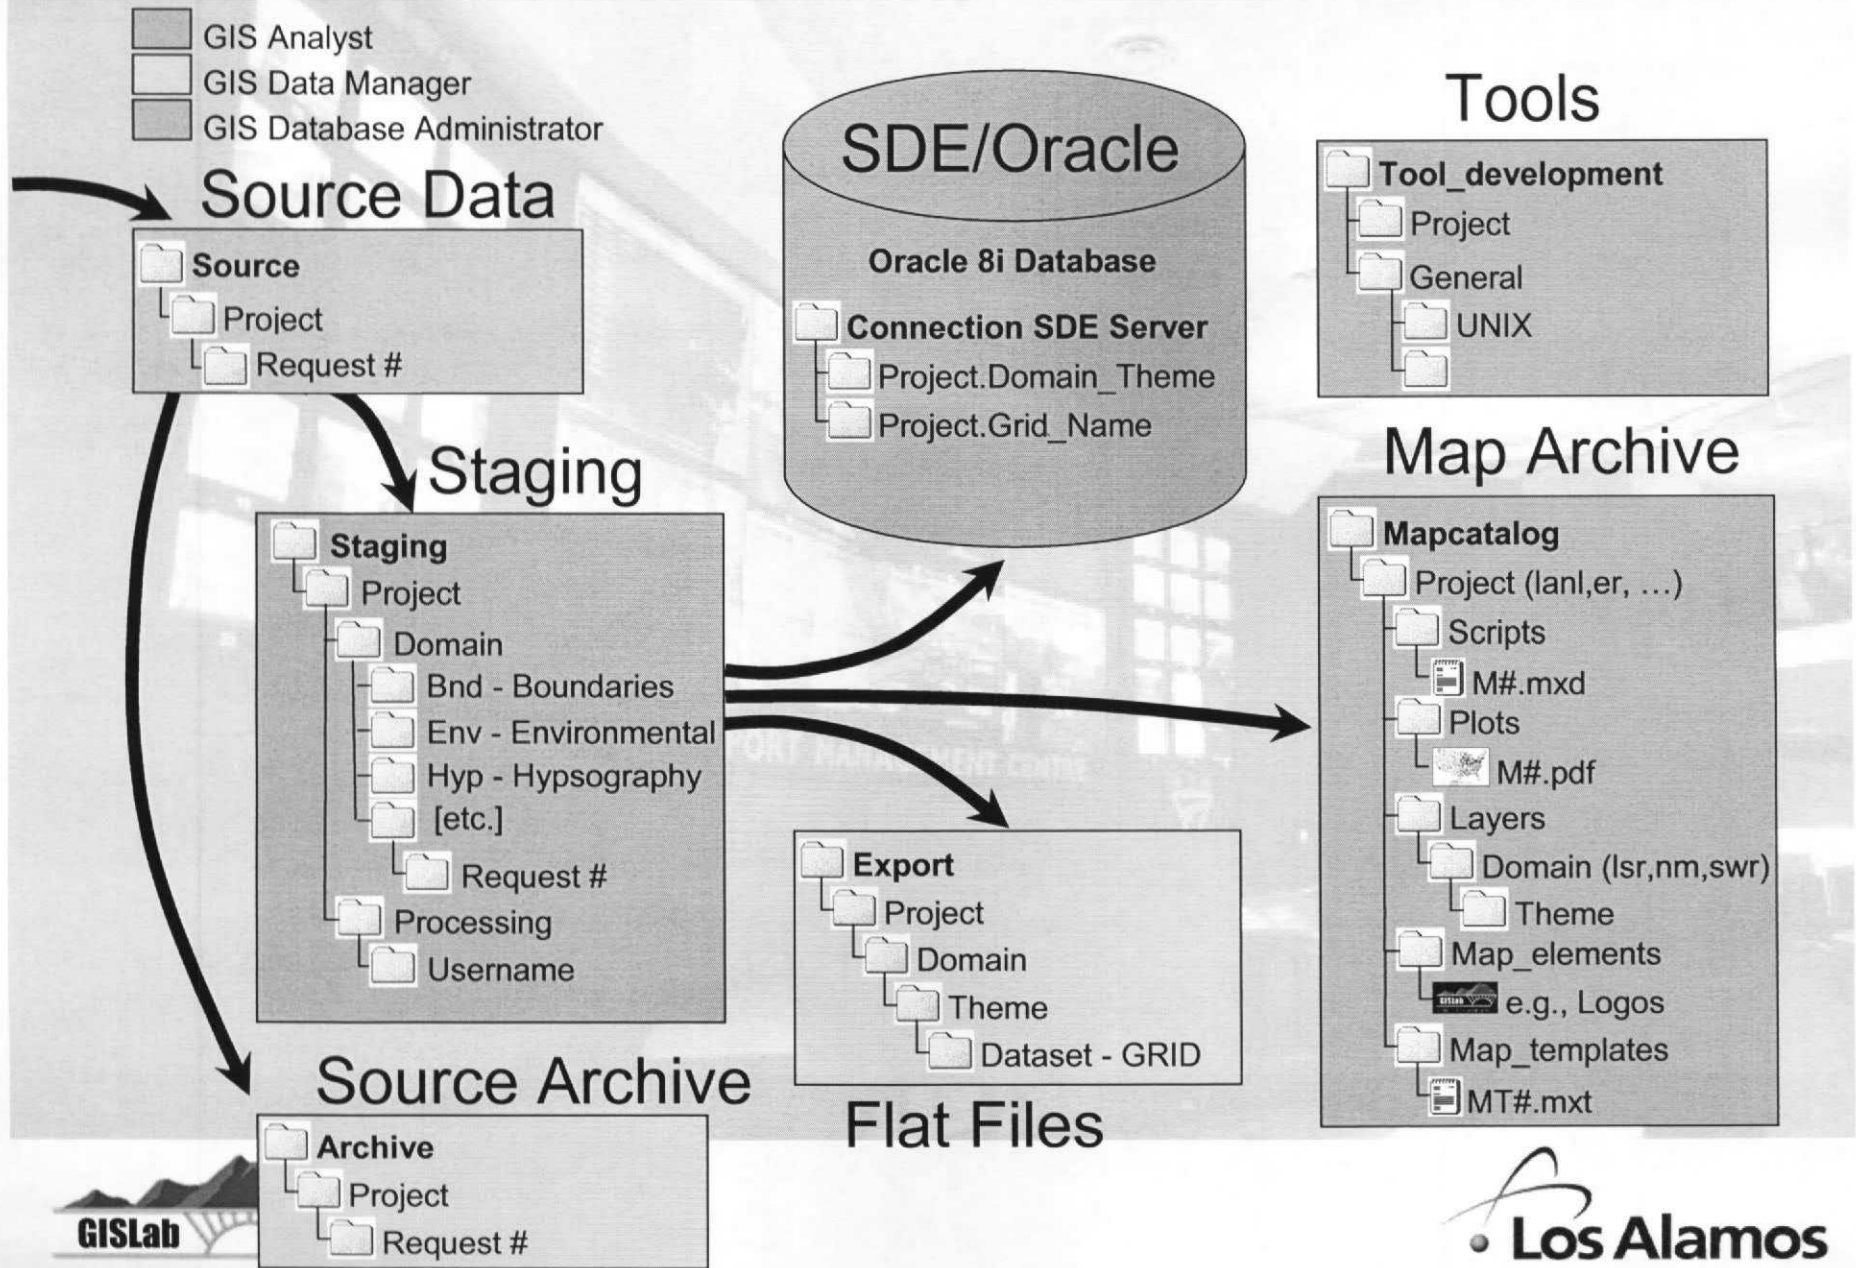 GIS Analyst
GIS Data Manager
GIS Database Administrator
Source Data
Source
Project
Request #
Staging
Staging
Project
Domain
Bnd - Boundaries
Env - Environmental
Hyp - Hypsography
[etc.]
Request #
Processing
Username
Source Archive
Archive
Project
Request #
GISLab
SDE/Oracle
Oracle 8i Database
Connection SDE Server
Project.Domain_Theme
Project.Grid_Name
Export
Project
Domain
Theme
Dataset - GRID
Flat Files
Tools
Tool_development
Project
General
UNIX
Map Archive
Mapcatalog
Project (lanl,er, ...)
Scripts
M#.mxd
Plots
M#.pdf
Layers
Domain (lsr,nm,swr)
Theme
Map_elements
GISLab
e.g., Logos
Map_templates
MT#.mxt
Los Alamos